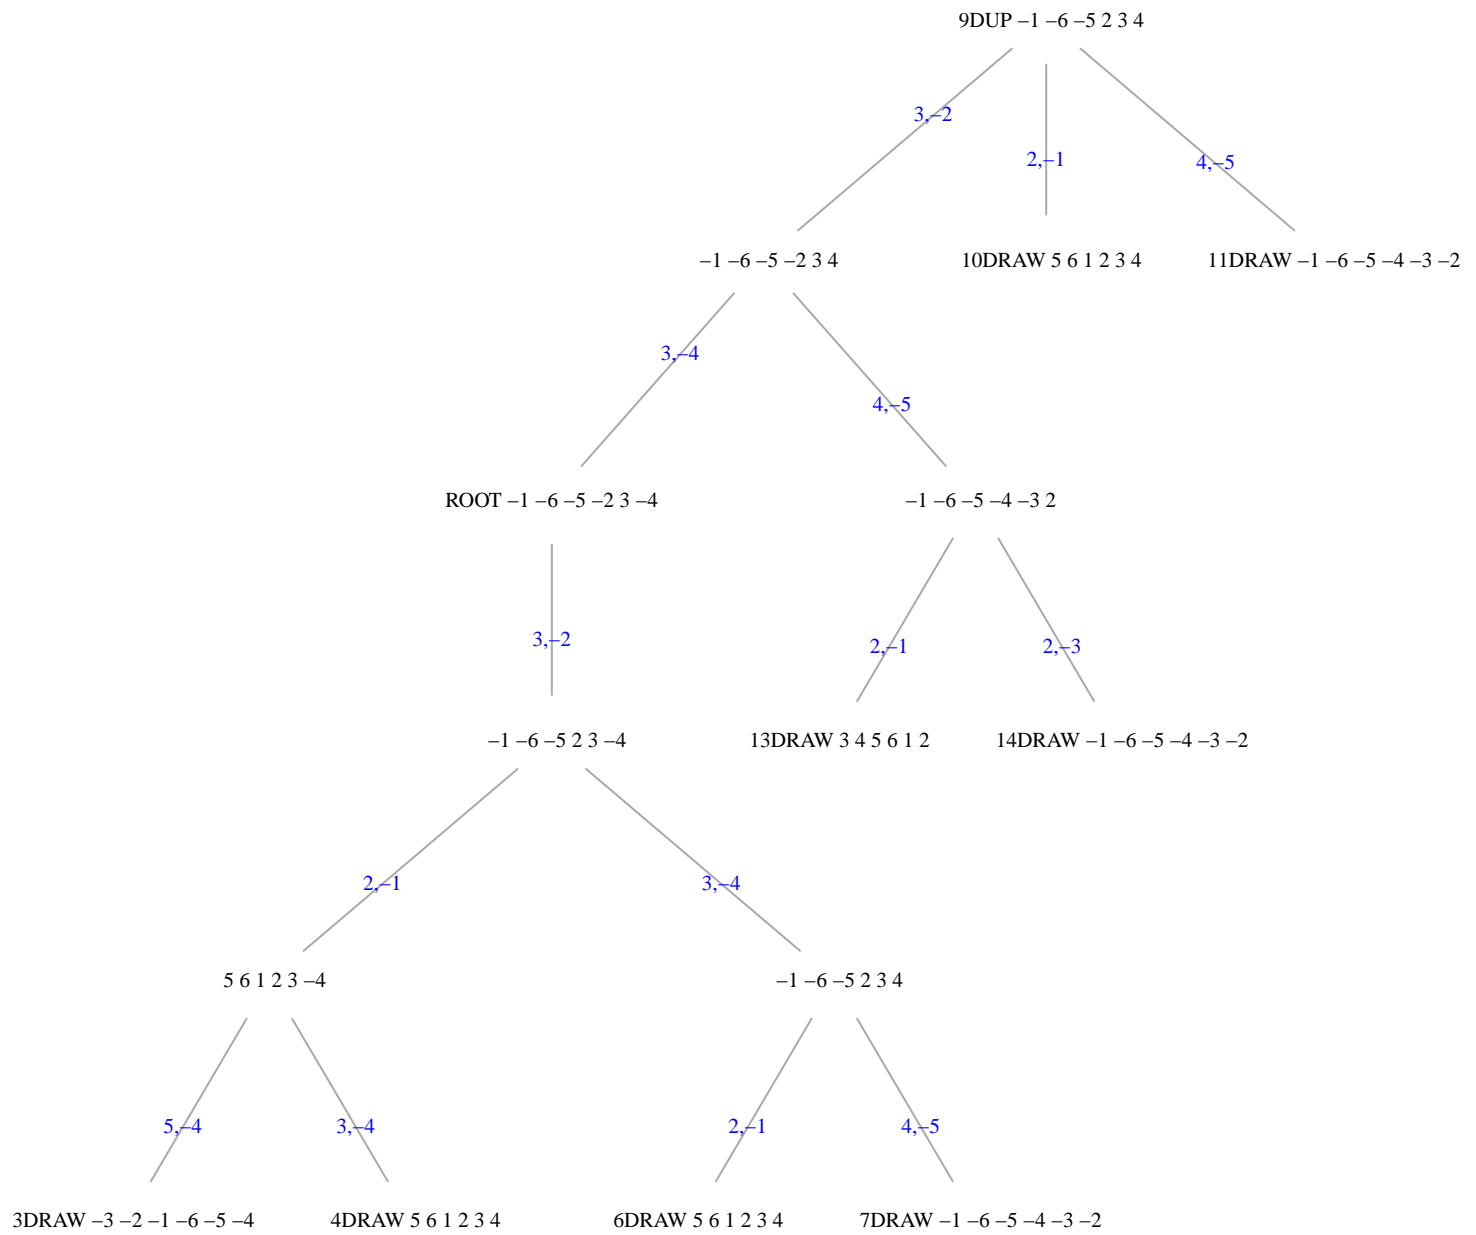 9DUP –1 –6 –5 2 3 4
3,–2
2,–1
4,–5
–1 –6 –5 –2 3 4
10DRAW 5 6 1 2 3 4
11DRAW –1 –6 –5 –4 –3 –2
3,–4
4,–5
ROOT –1 –6 –5 –2 3 –4
–1 –6 –5 –4 –3 2
3,–2
2,–1
2,–3
–1 –6 –5 2 3 –4
13DRAW 3 4 5 6 1 2
14DRAW –1 –6 –5 –4 –3 –2
2,–1
3,–4
5 6 1 2 3 –4
–1 –6 –5 2 3 4
5,–4
3,–4
2,–1
4,–5
3DRAW –3 –2 –1 –6 –5 –4
4DRAW 5 6 1 2 3 4
6DRAW 5 6 1 2 3 4
7DRAW –1 –6 –5 –4 –3 –2